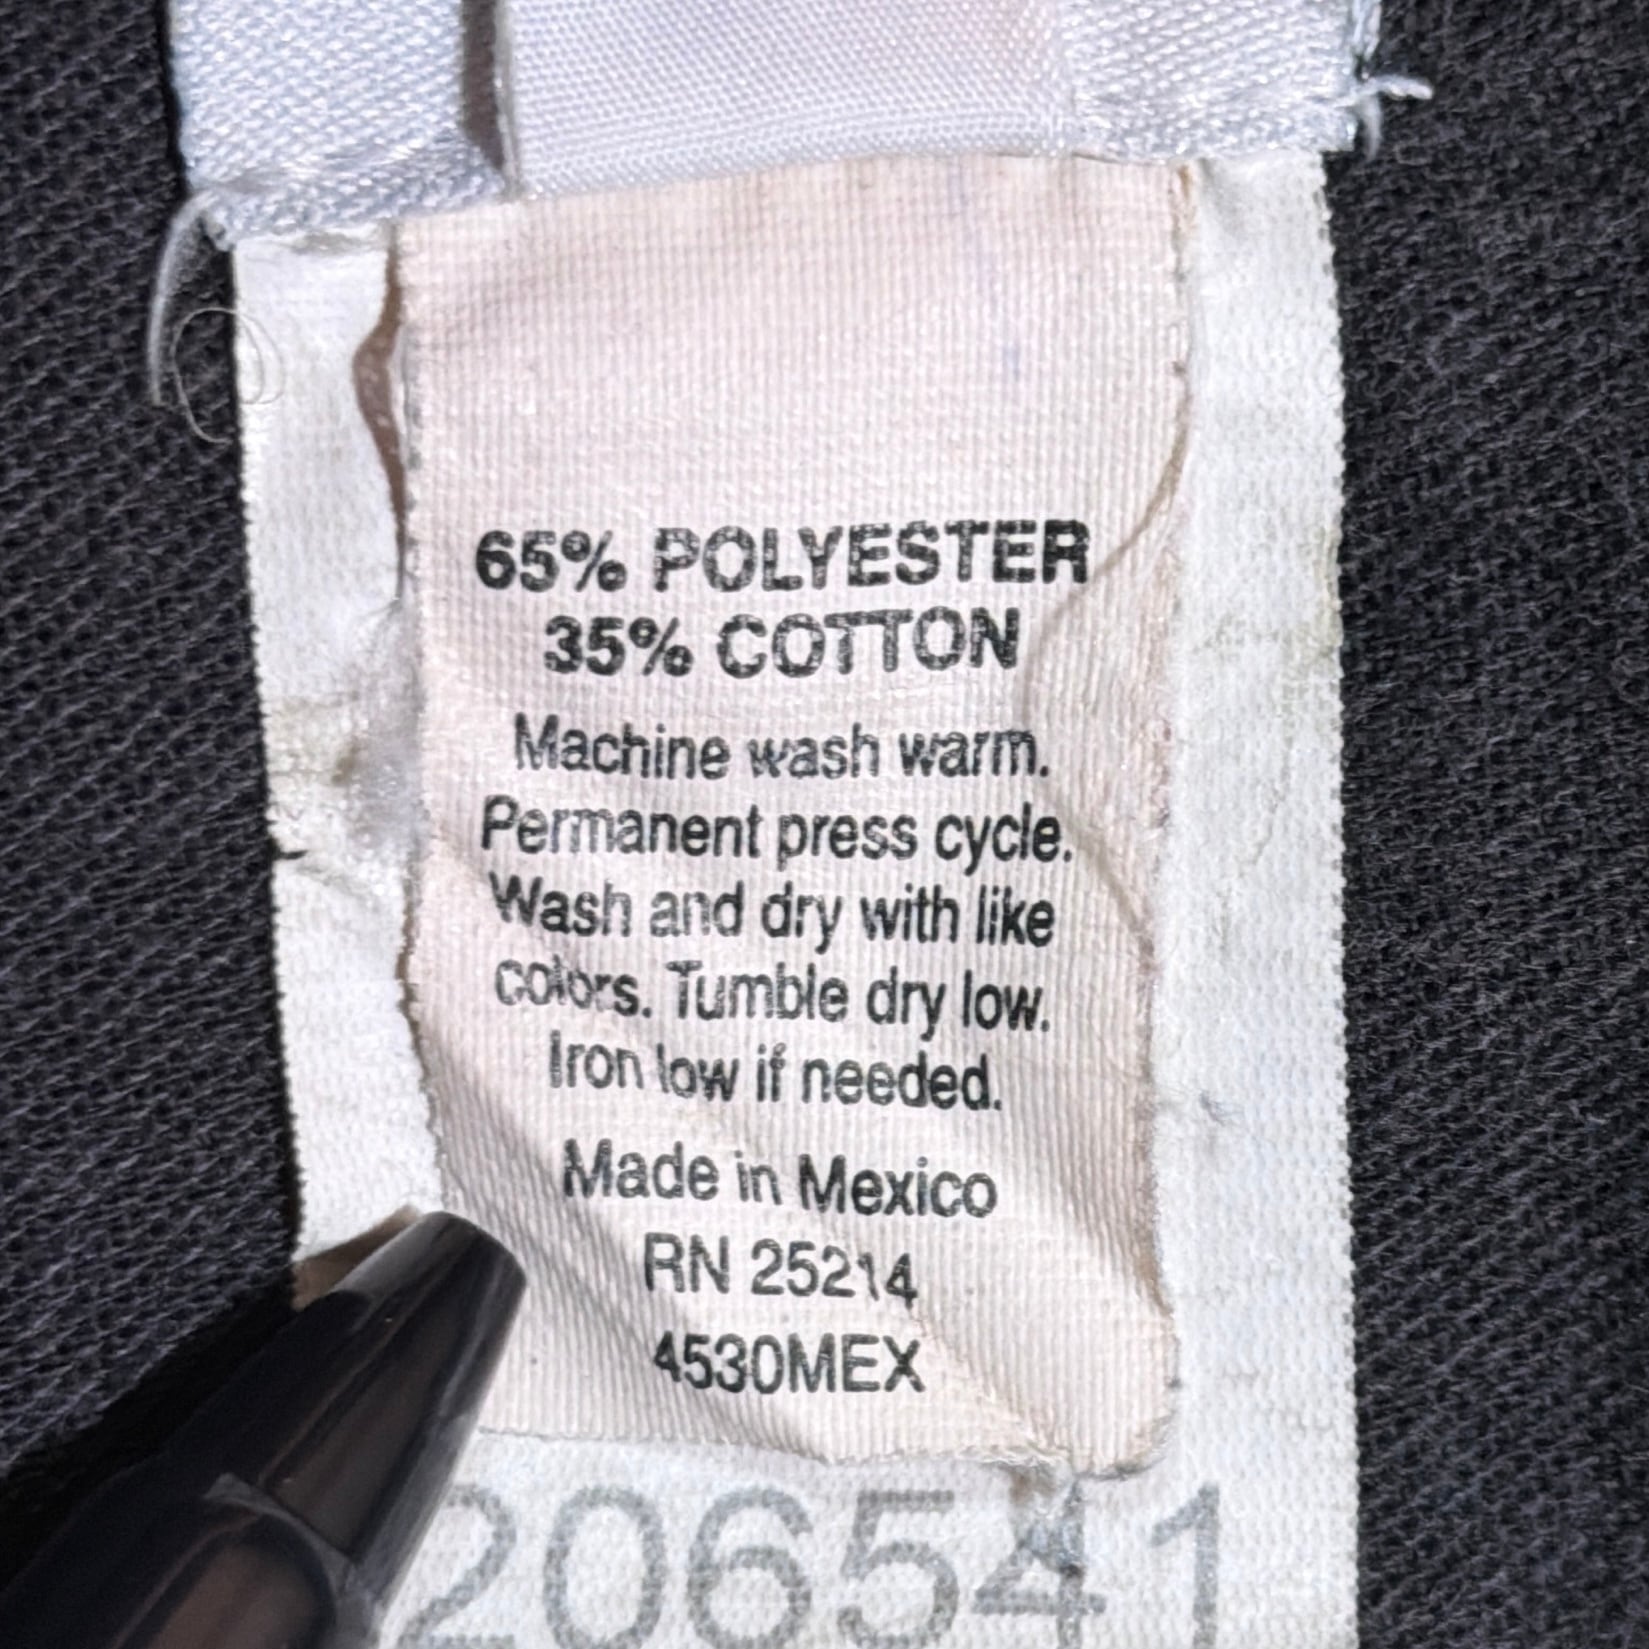 65% POLYESTER
35% COTTON
Machine wash warm.
Permanent press cycle.
Wash and dry with like
colors. Tumble dry low.
Iron low if needed.
Made in Mexico
RN 25214
4530MEX
206541